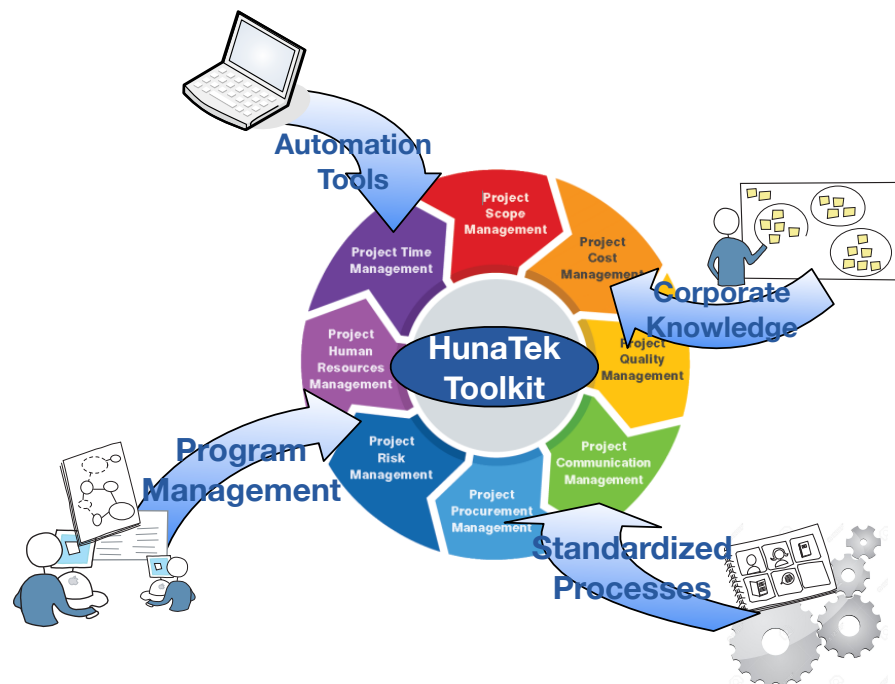 Automation
Tools
Project
Scope
Management
Project
Cost
Management
Project Time
Management
Corporate
Knowledge
Project
Human
Resources
Management
HunaTek
Toolkit
Project
Quality
Management
Program
Management
Project
Risk
Management
Project
Communication
Management
Project
Procurement
Management
Standardized
Processes